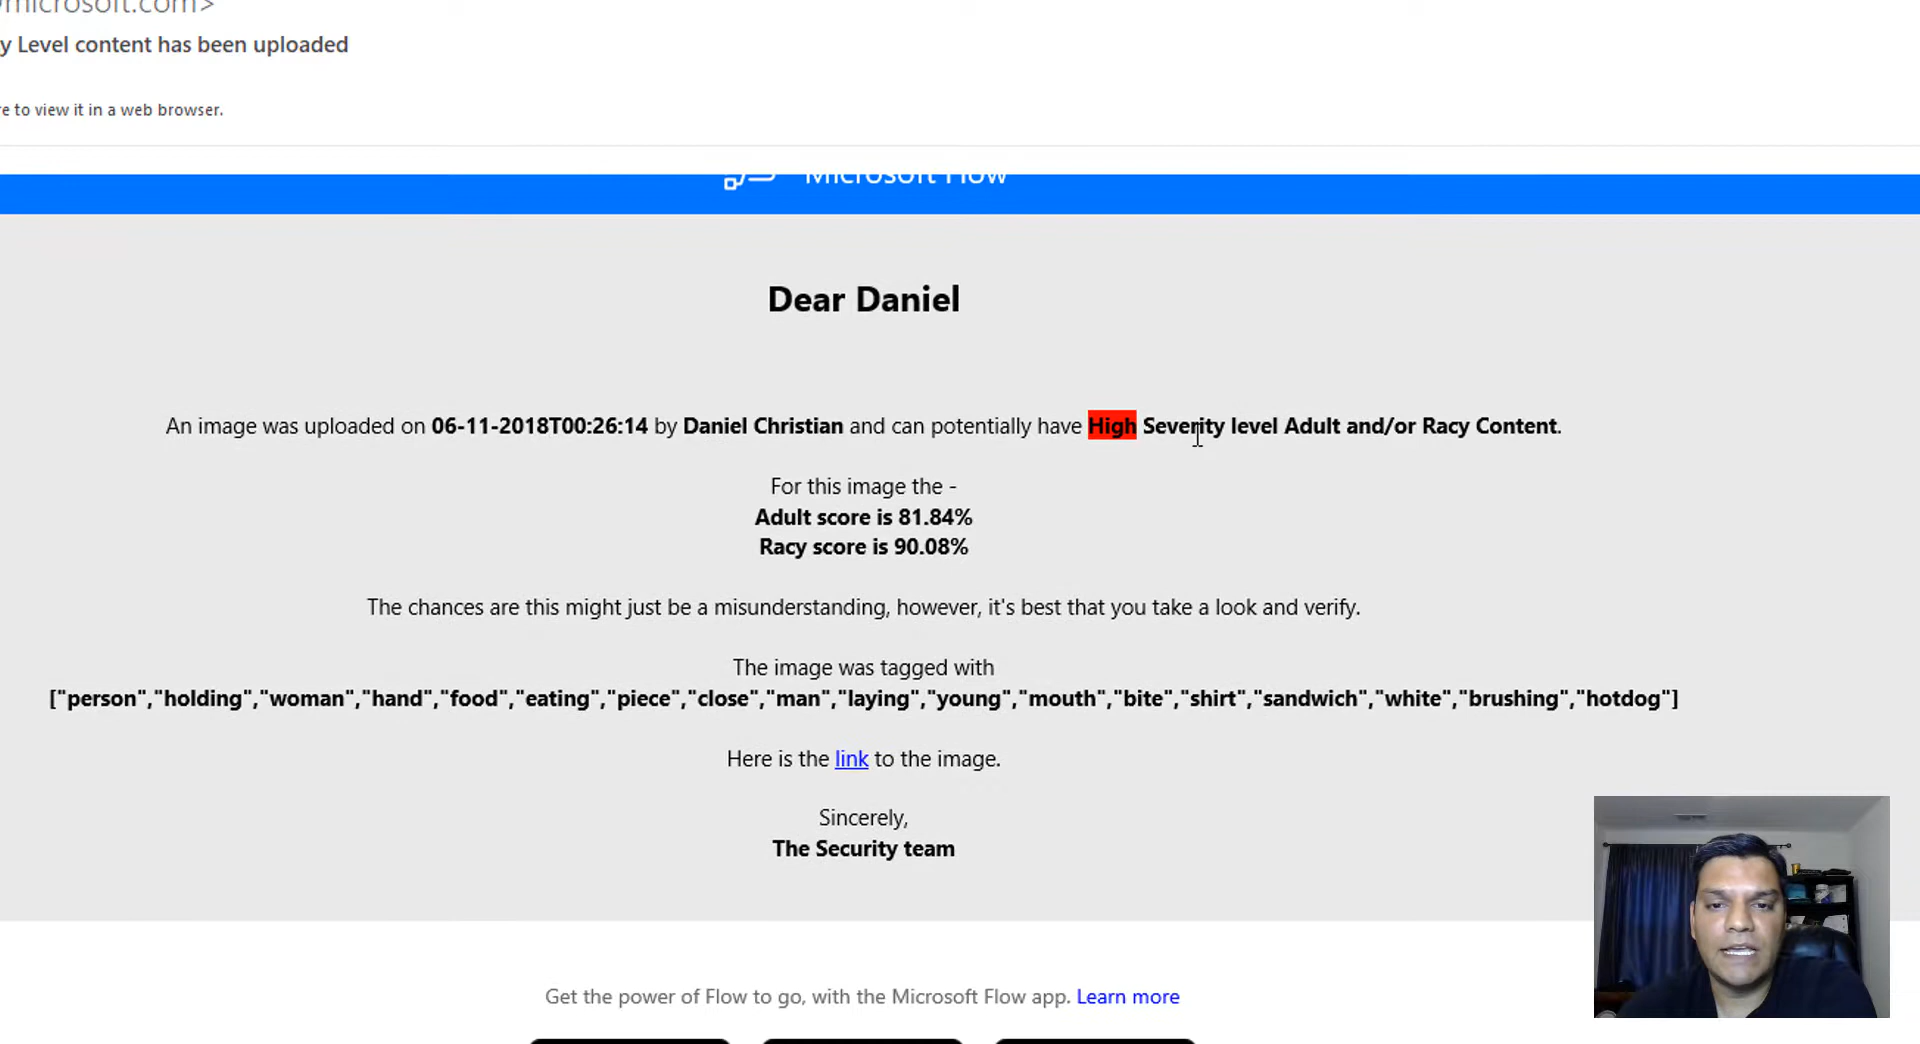 microsoft.com>
y Level content has been uploaded
re to view it in a web browser.
Microsoft Flow
Dear Daniel
An image was uploaded on 06-11-2018T00:26:14 by Daniel Christian and can potentially have High Severity level Adult and/or Racy Content.
For this image the -
Adult score is 81.84%
Racy score is 90.08%
The chances are this might just be a misunderstanding, however, it's best that you take a look and verify.
The image was tagged with
["person","holding","woman","hand","food","eating","piece","close","man","laying","young","mouth","bite","shirt","sandwich","white","brushing","hotdog"]
Here is the link to the image.
Sincerely,
The Security team
Get the power of Flow to go, with the Microsoft Flow app. Learn more